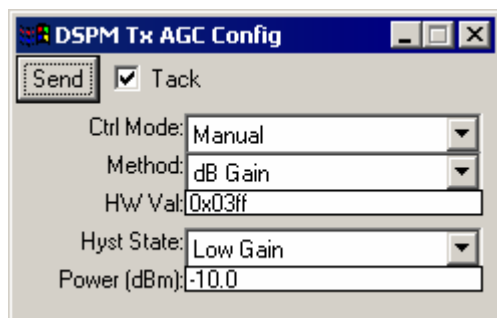 DSPM Tx AGC Config
Send Tack
Ctrl Mode: Manual
Method: dB Gain
HW Val: 0x03ff
Hyst State: Low Gain
Power (dBm): -10.0